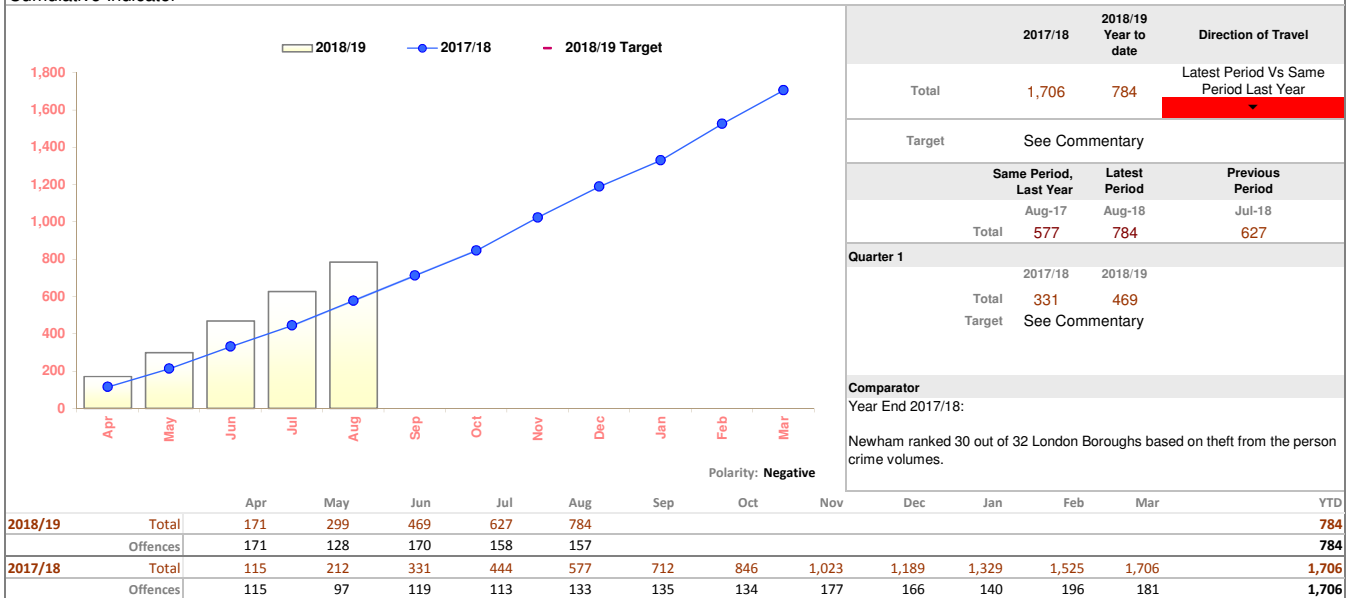 Cumulative Indicator
2018/19 2017/18 2018/19 Target
1,800
1,600
1,400
1,200
1,000
800
600
400
200
0
Apr May Jun Jul Aug Sep Oct Nov Dec Jan Feb Mar
Polarity: Negative
2017/18 2018/19 Year to date Direction of Travel
Total 1,706 784 Latest Period Vs Same Period Last Year
Target See Commentary
Same Period, Last Year Latest Period Previous Period
Aug-17 Aug-18 Jul-18
Total 577 784 627
Quarter 1
2017/18 2018/19
Total 331 469
Target See Commentary
Comparator
Year End 2017/18:
Newham ranked 30 out of 32 London Boroughs based on theft from the person
crime volumes.
Apr May Jun Jul Aug Sep Oct Nov Dec Jan Feb Mar YTD
2018/19 Total 171 299 469 627 784 784
Offences 171 128 170 158 157 784
2017/18 Total 115 212 331 444 577 712 846 1,023 1,189 1,329 1,525 1,706 1,706
Offences 115 97 119 113 133 135 134 177 166 140 196 181 1,706